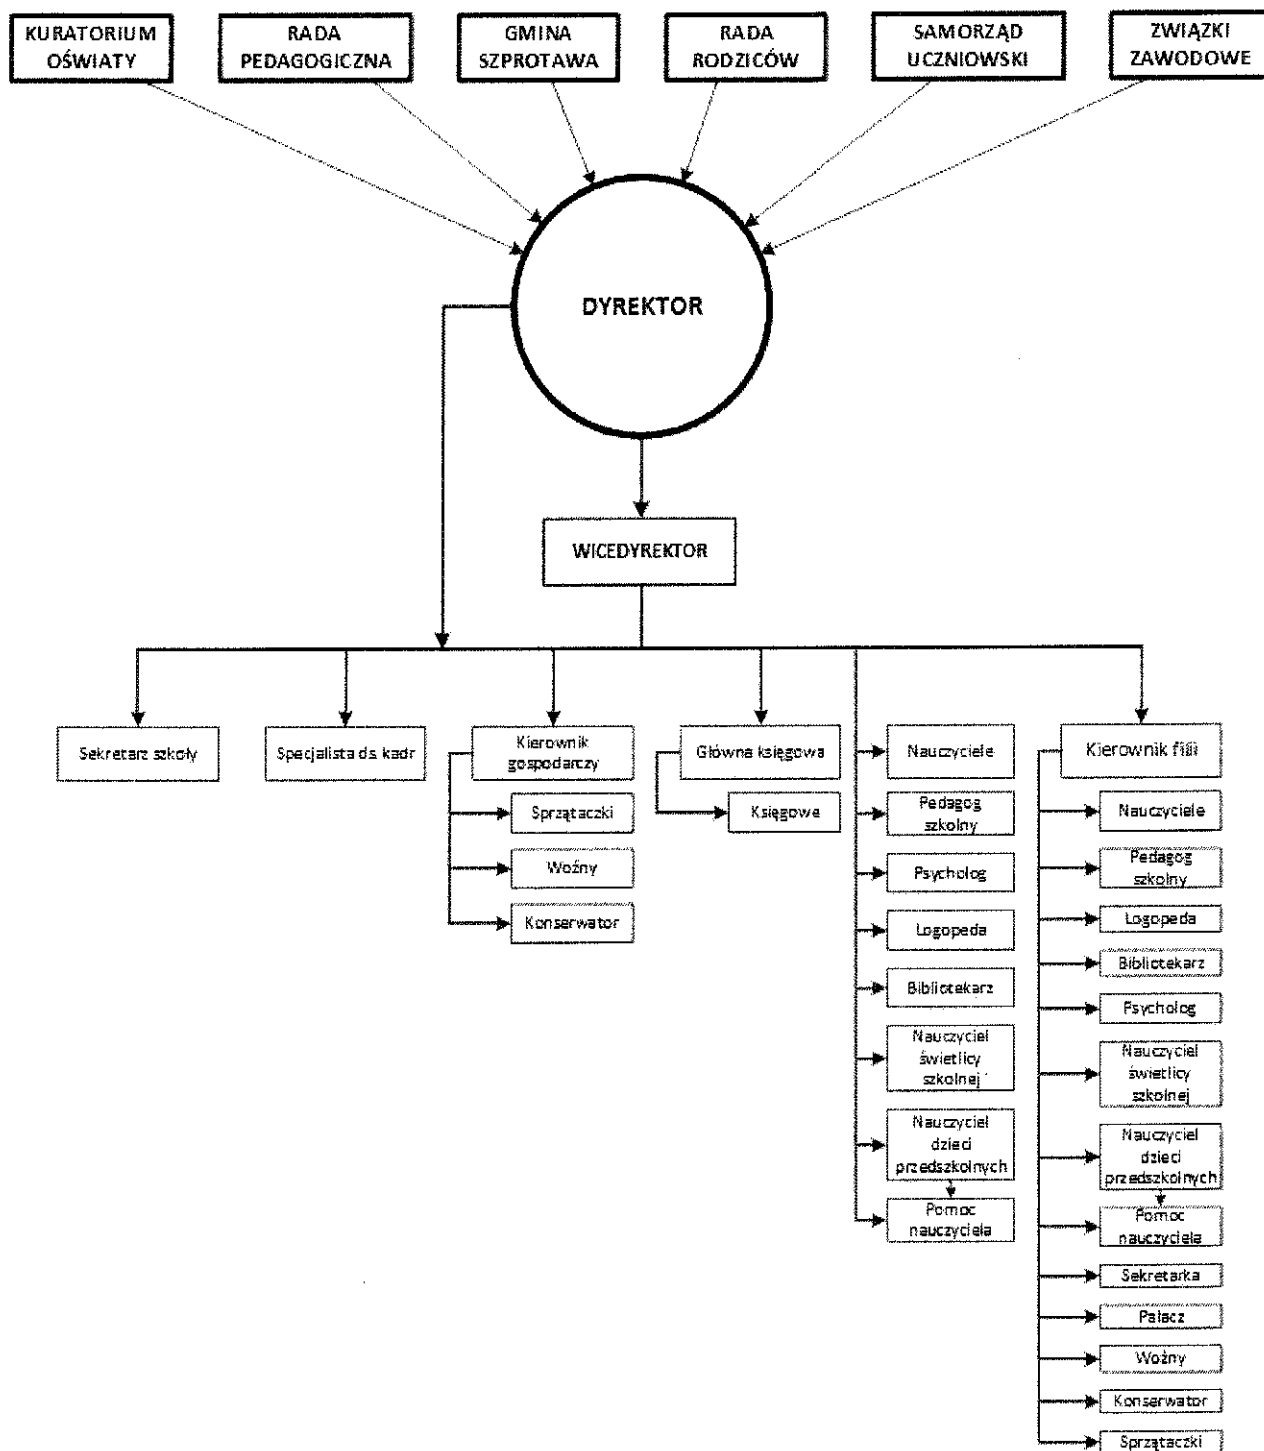 KURATORIUM
OŚWIATY
RADA
PEDAGOGICZNA
GMINA
SZPROTAWA
RADA
RODZICÓW
SAMORZĄD
UCZNIOWSKI
ZWIĄZKI
ZAWODOWE
DYREKTOR
WICEDYREKTOR
Sekretarz szkoły
Specjalista ds. kadr
Kierownik
gospodarczy
Sprzątaczki
Woźny
Konserwator
Główna księgowa
Księgowe
Nauczyciele
Pedagog
szkolny
Psycholog
Logopeda
Bibliotekarz
Nauczyciel
świetlicy
szkolnej
Nauczyciel
dzieci
przedszkolnych
Pomoc
nauczyciela
Kierownik filii
Nauczyciele
Pedagog
szkolny
Logopeda
Bibliotekarz
Psycholog
Nauczyciel
świetlicy
szkolnej
Nauczyciel
dzieci
przedszkolnych
Pomoc
nauczyciela
Sekretarka
Palacz
Woźny
Konserwator
Sprzątaczki